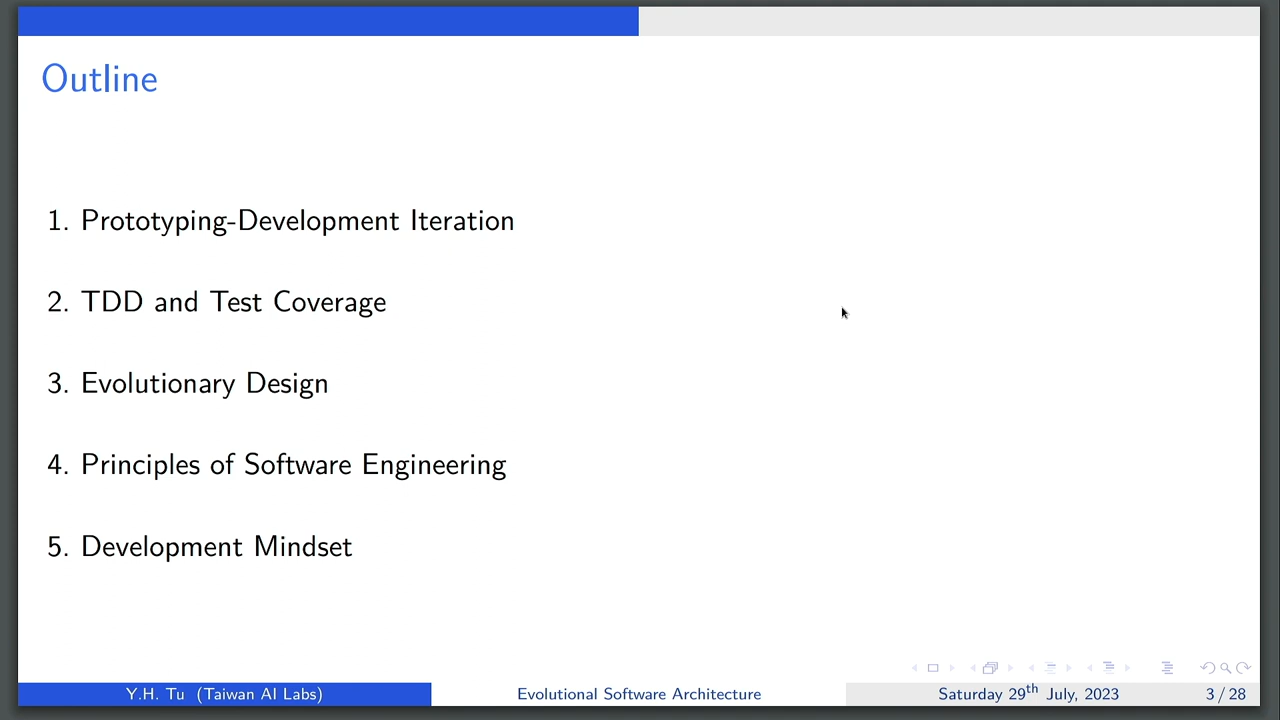 Outline
1. Prototyping-Development Iteration
2. TDD and Test Coverage
3. Evolutionary Design
4. Principles of Software Engineering
5. Development Mindset
Y.H. Tu (Taiwan AI Labs) Evolutional Software Architecture Saturday 29th July, 2023 3 / 28